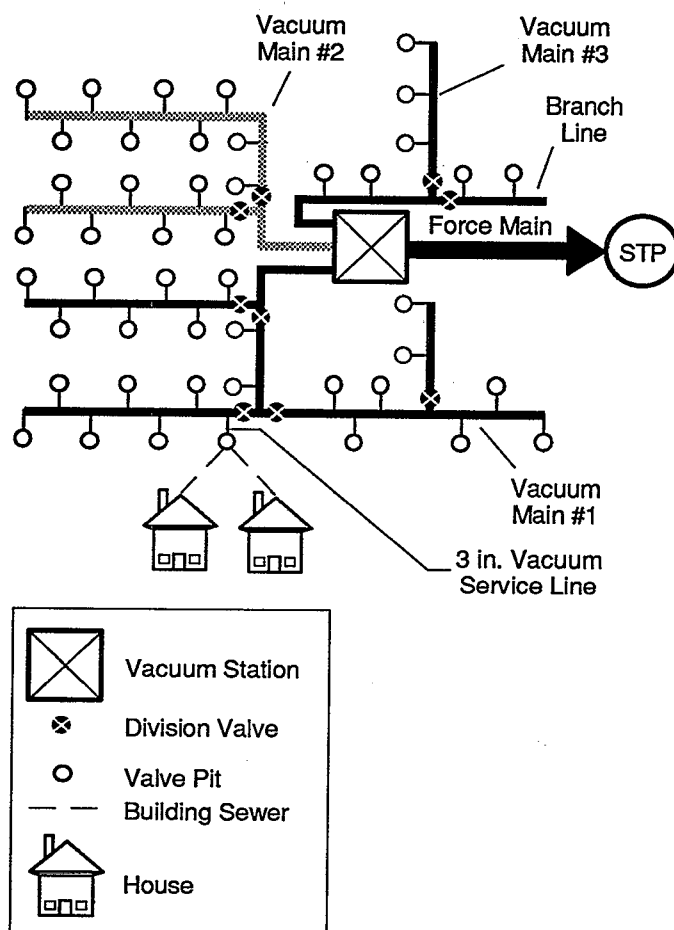 Vacuum
Main #2
Vacuum
Main #3
Branch
Line
Force Main
STP
Vacuum
Main #1
3 in. Vacuum
Service Line
Vacuum Station
Division Valve
Valve Pit
Building Sewer
House